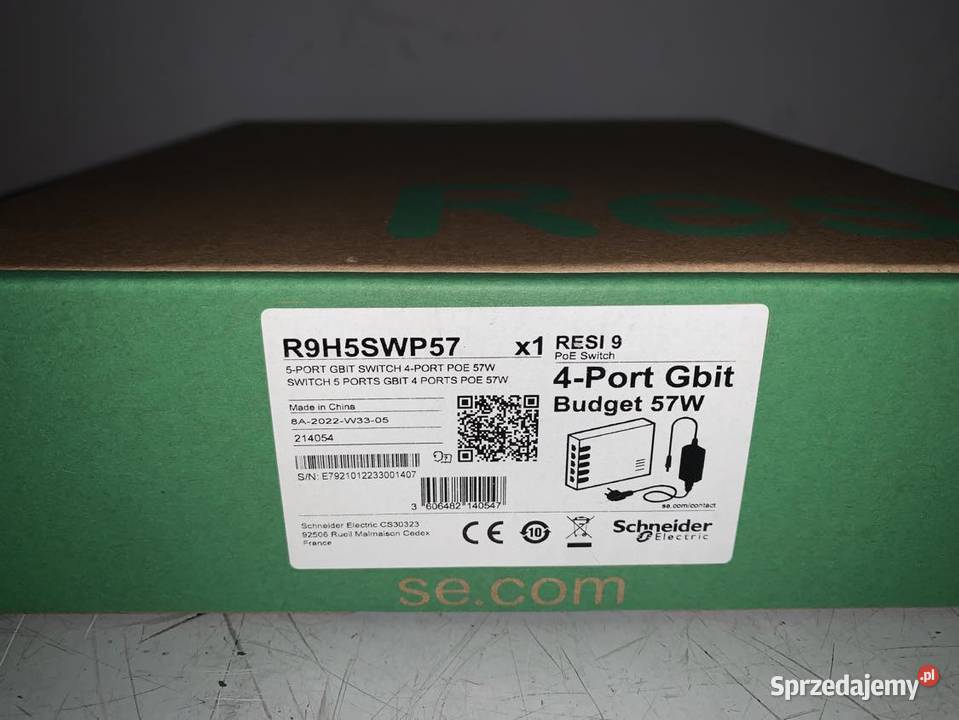 Res
R9H5SWP57 x1
5-PORT GBIT SWITCH 4-PORT POE 57W
SWITCH 5 PORTS GBIT 4 PORTS POE 57W
Made in China
8A-2022-W33-05
214054
S/N: E7921012233001407
3 606482 140547
Schneider Electric CS30323
92506 Rueil Malmaison Cedex
France
RESI 9
PoE Switch
4-Port Gbit
Budget 57W
se.com/contact
CE 10
Schneider
Electric
se.com
Sprzedajemy.pl